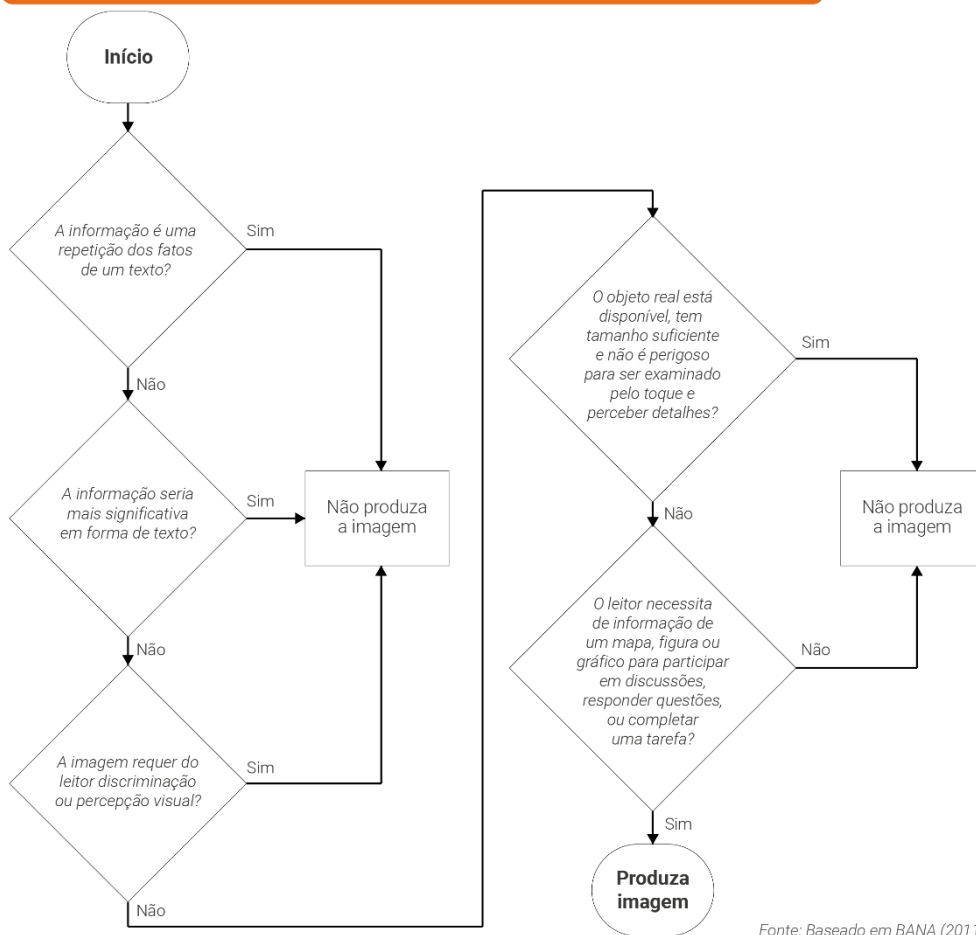 Início
A informação é uma
repetição dos fatos
de um texto?
Sim
Não
A informação seria
mais significativa
em forma de texto?
Sim
Não produza
a imagem
Não
A imagem requer do
leitor discriminação
ou percepção visual?
Sim
Não
O objeto real está
disponível, tem
tamanho suficiente
e não é perigoso
para ser examinado
pelo toque e
perceber detalhes?
Sim
Não produza
a imagem
Não
O leitor necessita
de informação de
um mapa, figura ou
gráfico para participar
em discussões,
responder questões,
ou completar
uma tarefa?
Não
Sim
Produza
imagem
Fonte: Baseado em BANA